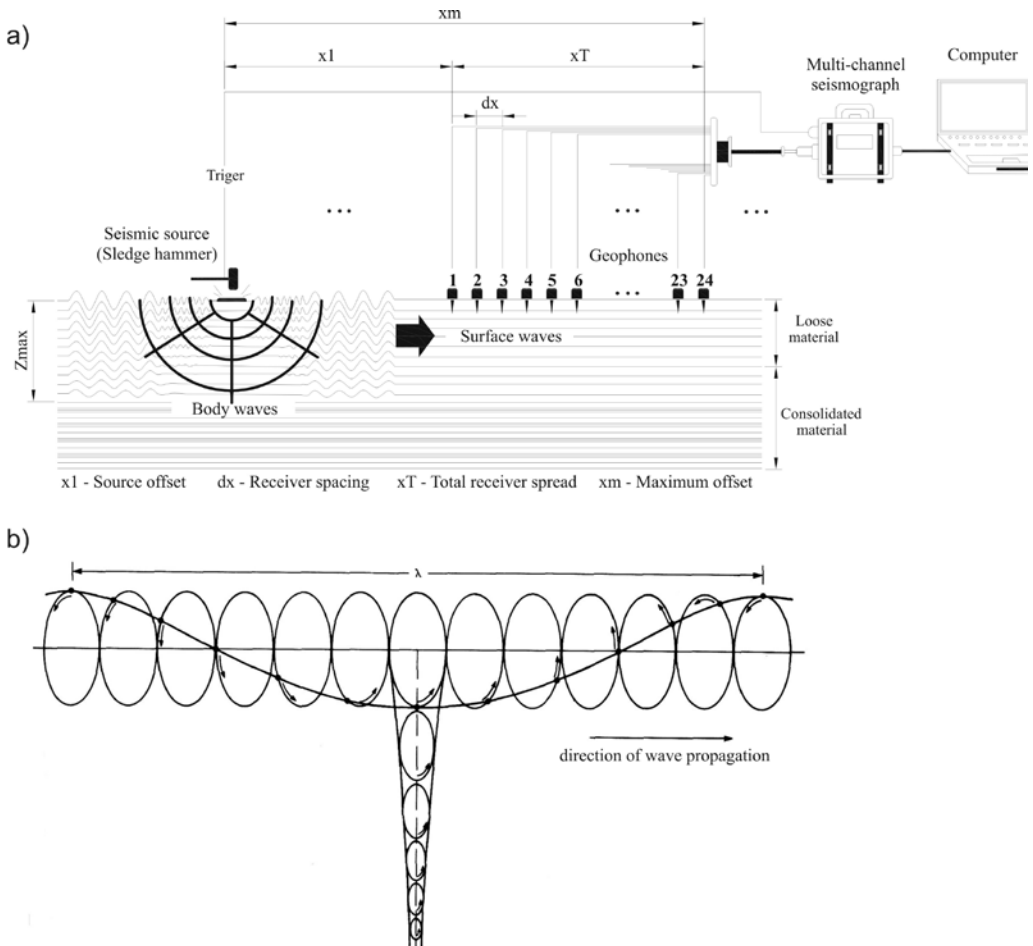 a)
xm
x1
xT
dx
Multi-channel
seismograph
Computer
Triger
Seismic source
(Sledge hammer)
Geophones
1 2 3 4 5 6 23 24
Zmax
Surface waves
Loose
material
Body waves
Consolidated
material
x1 - Source offset dx - Receiver spacing xT - Total receiver spread xm - Maximum offset
b)
λ
direction of wave propagation